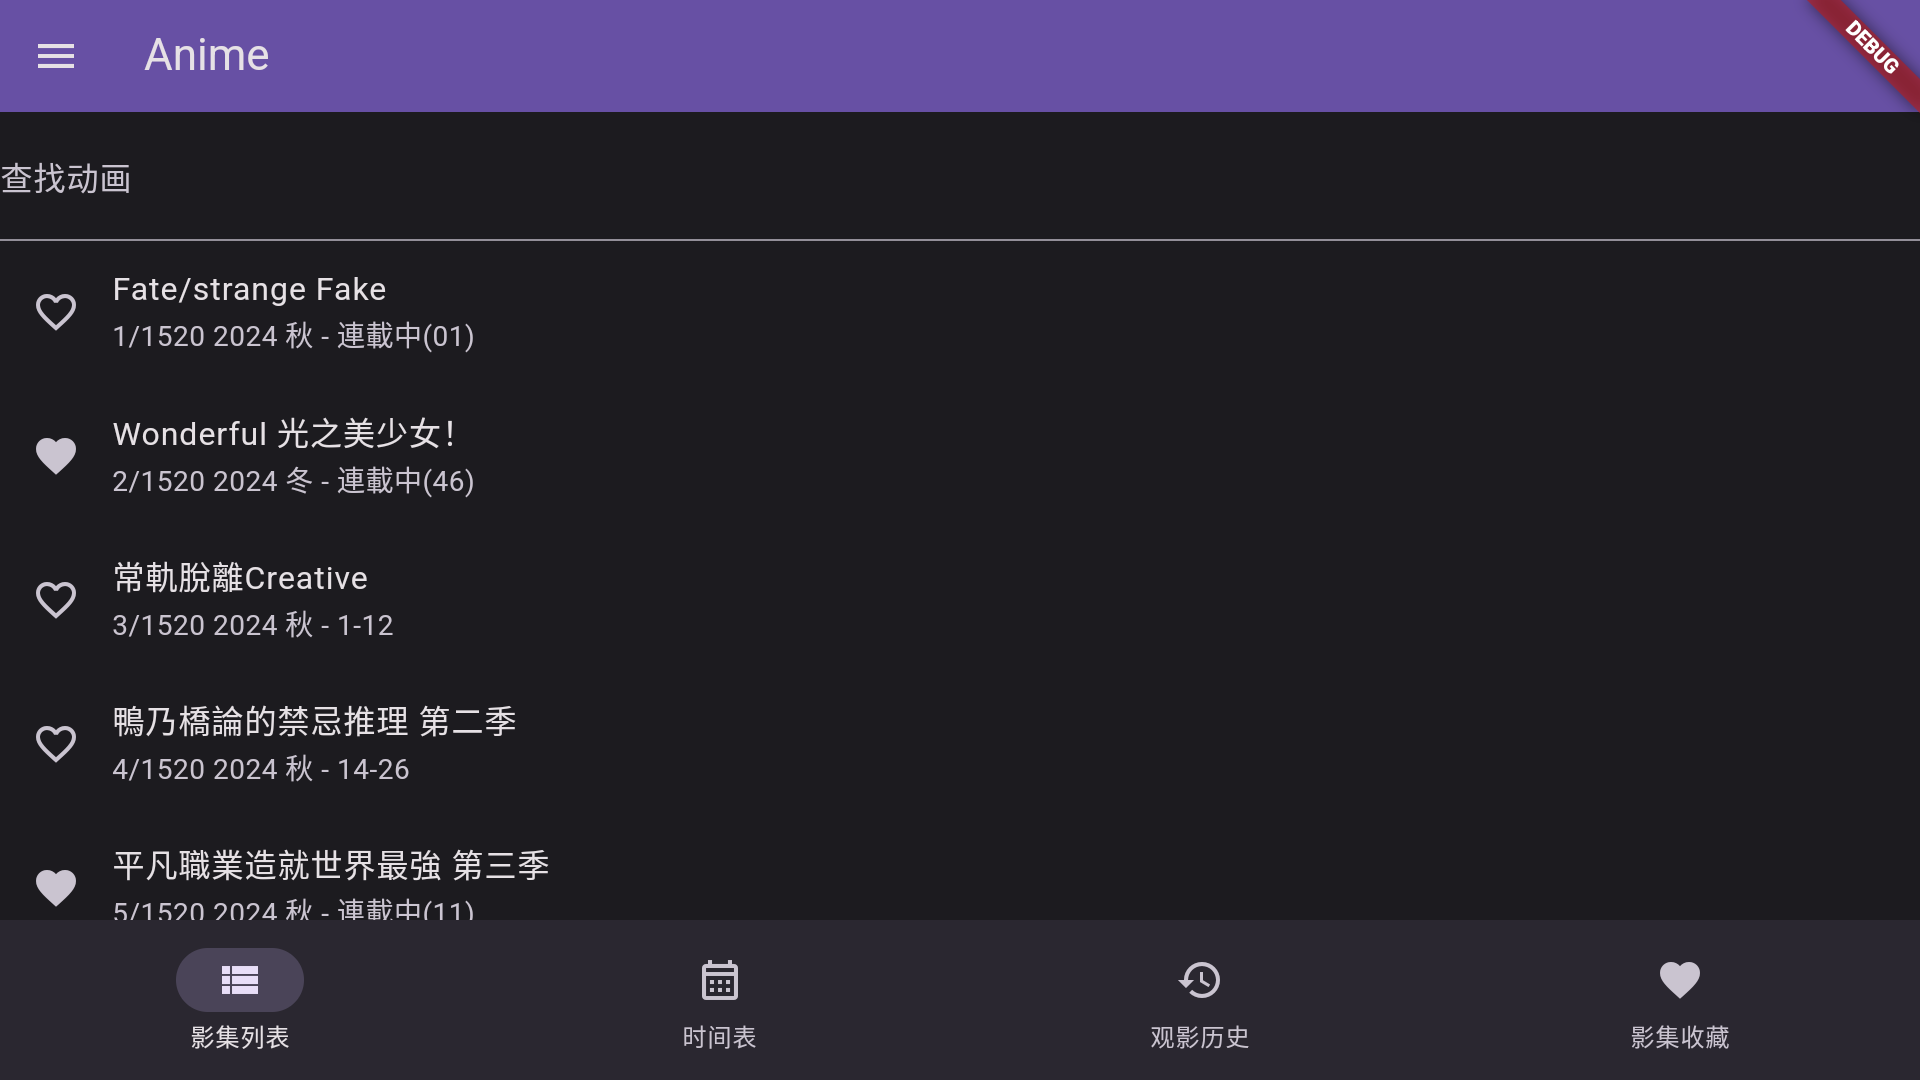 Anime
DEBUG
查找动画
Fate/strange Fake
1/1520 2024 秋 - 連載中(01)
Wonderful 光之美少女！
2/1520 2024 冬 - 連載中(46)
常軌脫離Creative
3/1520 2024 秋 - 1-12
鴨乃橋論的禁忌推理 第二季
4/1520 2024 秋 - 14-26
平凡職業造就世界最強 第三季
5/1520 2024 秋 - 連載中(11)
影集列表
时间表
观影历史
影集收藏